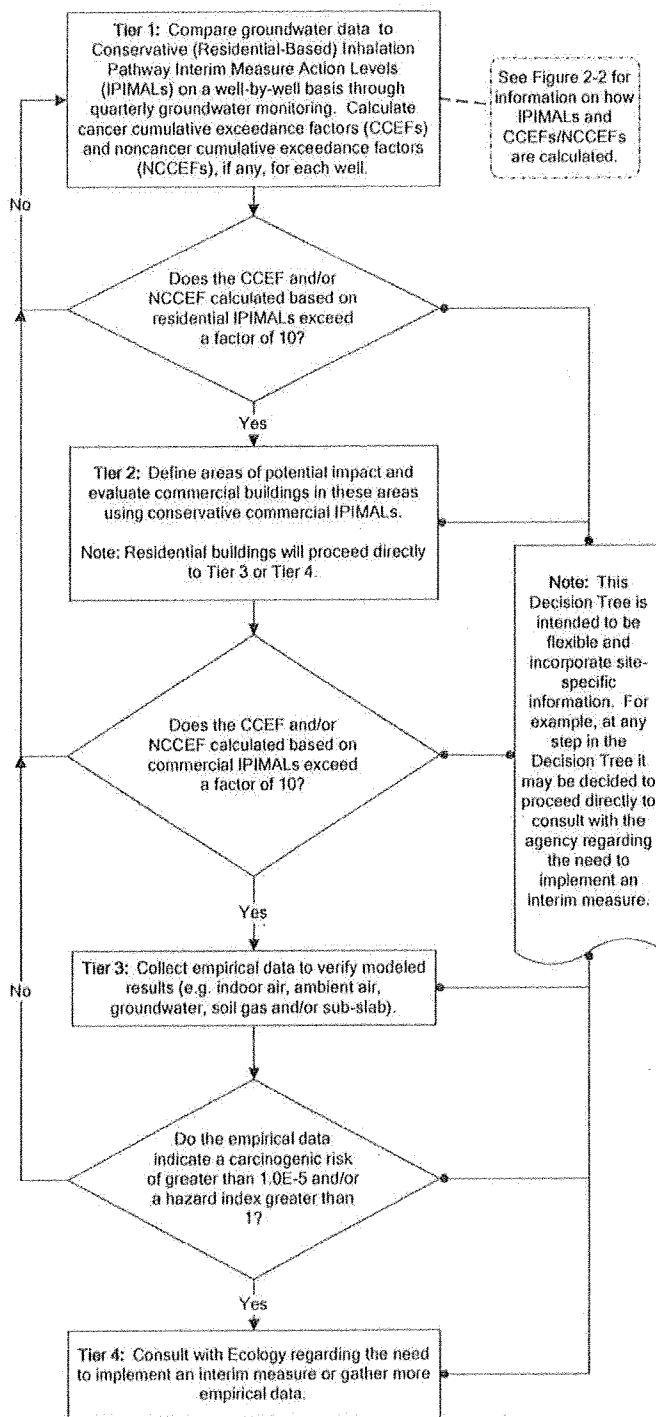 Tier 1: Compare groundwater data to
Conservative (Residential-Based) Inhalation
Pathway Interim Measure Action Levels
(IPIMALs) on a well-by-well basis through
quarterly groundwater monitoring. Calculate
cancer cumulative exceedance factors (CCEFs)
and noncancer cumulative exceedance factors
(NCCEFs), if any, for each well.
See Figure 2-2 for
information on how
IPIMALs and
CCEFs/NCCEFs
are calculated.
No
Does the CCEF and/or
NCCEF calculated based on
residential IPIMALs exceed
a factor of 10?
Yes
Tier 2: Define areas of potential impact and
evaluate commercial buildings in these areas
using conservative commercial IPIMALs.
Note: Residential buildings will proceed directly
to Tier 3 or Tier 4.
Note: This
Decision Tree is
intended to be
flexible and
incorporate site-
specific
information. For
example, at any
step in the
Decision Tree it
may be decided to
proceed directly to
consult with the
agency regarding
the need to
implement an
interim measure.
Does the CCEF and/or
NCCEF calculated based on
commercial IPIMALs exceed
a factor of 10?
Yes
Tier 3: Collect empirical data to verify modeled
results (e.g. indoor air, ambient air,
groundwater, soil gas and/or sub-slab).
No
Do the empirical data
indicate a carcinogenic risk
of greater than 1.0E-5 and/or
a hazard index greater than
1?
Yes
Tier 4: Consult with Ecology regarding the need
to implement an interim measure or gather more
empirical data.